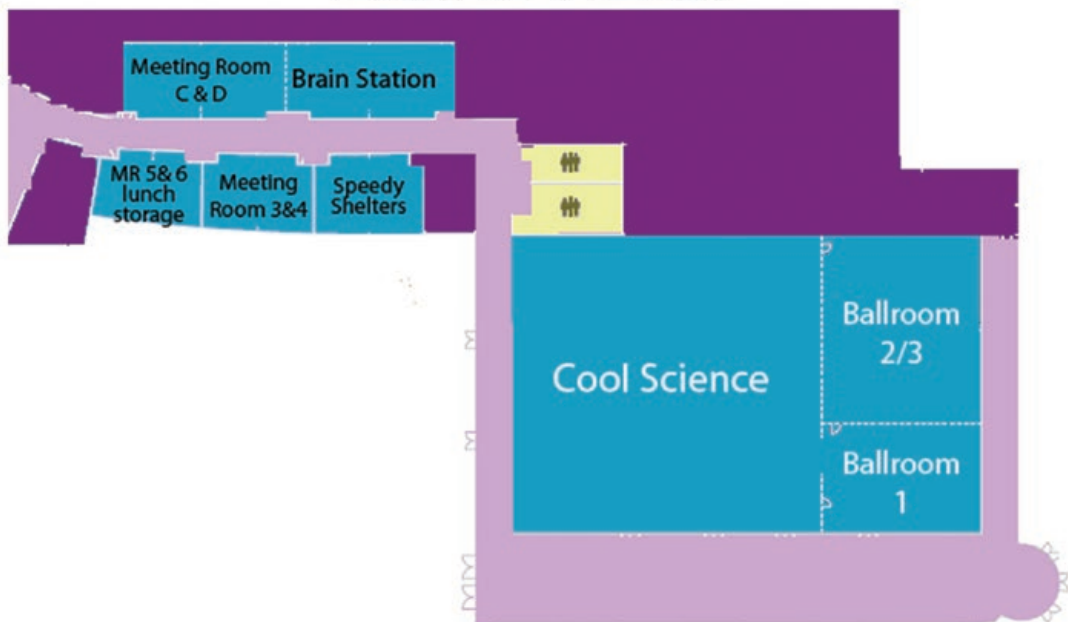 Meeting Room
C & D
Brain Station
MR 5& 6
lunch
storage
Meeting
Room 3&4
Speedy
Shelters
Cool Science
Ballroom
2/3
Ballroom
1